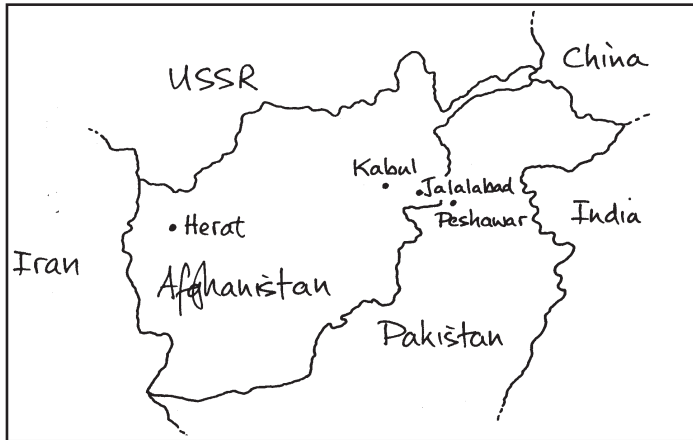 USSR
China
Kabul
Jalalabad
Peshawar
India
Herat
Iran
Afghanistan
Pakistan